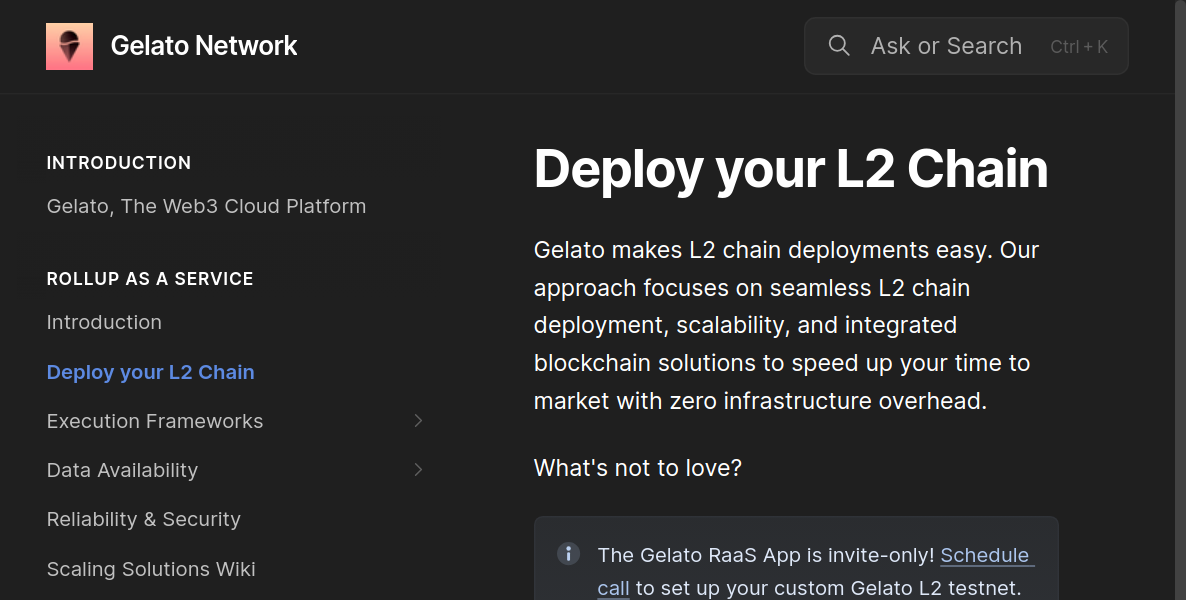 Gelato Network
Ask or Search Ctrl + K
INTRODUCTION
Gelato, The Web3 Cloud Platform
ROLLUP AS A SERVICE
Introduction
Deploy your L2 Chain
Execution Frameworks
Data Availability
Reliability & Security
Scaling Solutions Wiki
Deploy your L2 Chain
Gelato makes L2 chain deployments easy. Our
approach focuses on seamless L2 chain
deployment, scalability, and integrated
blockchain solutions to speed up your time to
market with zero infrastructure overhead.
What's not to love?
The Gelato RaaS App is invite-only! Schedule
call to set up your custom Gelato L2 testnet.